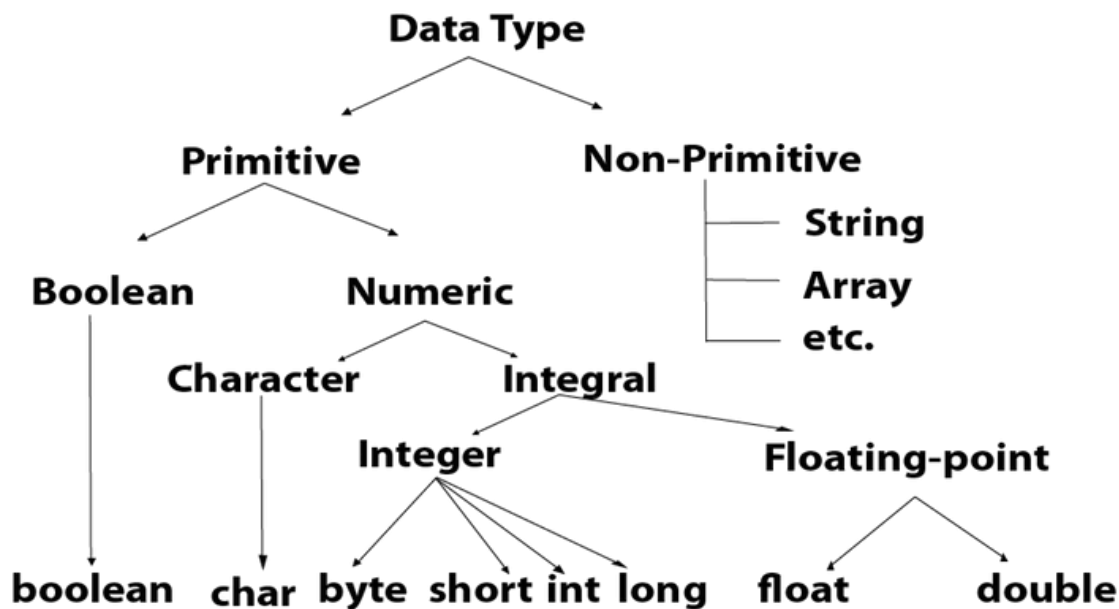 Data Type
Primitive
Non-Primitive
String
Array
etc.
Boolean
Numeric
Character
Integral
Integer
Floating-point
boolean
char
byte
short
int
long
float
double